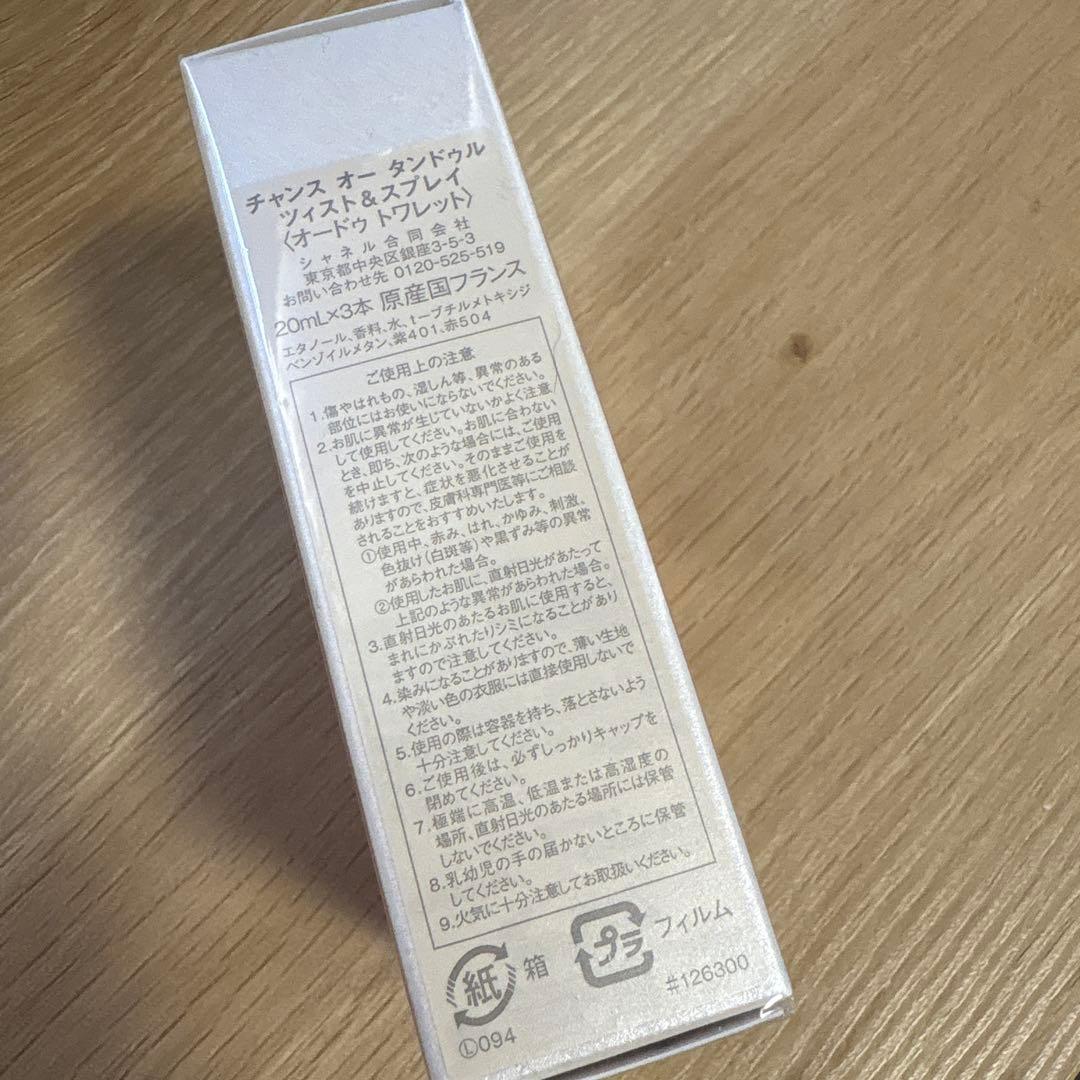 チャンス オー タンドゥル
ツィスト＆スプレイ
〈オードゥ トワレット〉
シャネル合同会社
東京都中央区銀座3-5-3
お問い合わせ先 0120-525-519
20mL×3本 原産国フランス
エタノール、香料、水、t-ブチルメトキシジ
ベンゾイルメタン、紫401、赤504
ご使用上の注意
1.傷やはれもの、湿しん等、異常のある
部位にはお使いにならないでください。
2.お肌に異常が生じていないかよく注意
して使用してください。お肌に合わない
とき、即ち、次のような場合には、ご使用
を中止してください。そのままご使用を
続けますと、症状を悪化させることが
ありますので、皮膚科専門医等にご相談
されることをおすすめいたします。
①使用中、赤み、はれ、かゆみ、刺激、
色抜け(白斑等)や黒ずみ等の異常
があらわれた場合。
②使用したお肌に、直射日光があたって
上記のような異常があらわれた場合。
3.直射日光のあたるお肌に使用すると、
まれにかぶれたりシミになることがあり
ますので注意してください。
4.染みになることがありますので、薄い生地
や淡い色の衣服には直接使用しないで
ください。
5.使用の際は容器を持ち、落とさないよう
十分注意してください。
6.ご使用後は、必ずしっかりキャップを
閉めてください。
7.極端に高温、低温または高湿度の
場所、直射日光のあたる場所には保管
しないでください。
8.乳幼児の手の届かないところに保管
してください。
9.火気に十分注意してお取扱いください。
紙 箱 プラ フィルム
#126300
Ⓛ094